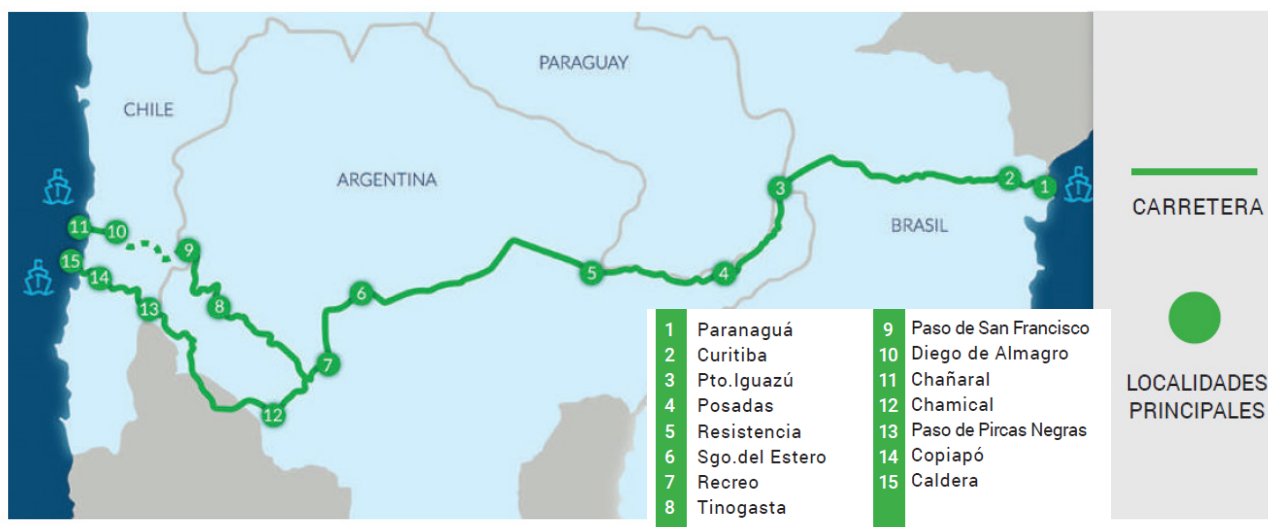 PARAGUAY
CHILE
ARGENTINA
BRASIL
3
2
1
11
10
9
15
14
13
8
6
5
4
7
12
1 Paranaguá
2 Curitiba
3 Pto.Iguazú
4 Posadas
5 Resistencia
6 Sgo.del Estero
7 Recreo
8 Tinogasta
9 Paso de San Francisco
10 Diego de Almagro
11 Chañaral
12 Chamical
13 Paso de Pircas Negras
14 Copiapó
15 Caldera
CARRETERA
LOCALIDADES
PRINCIPALES